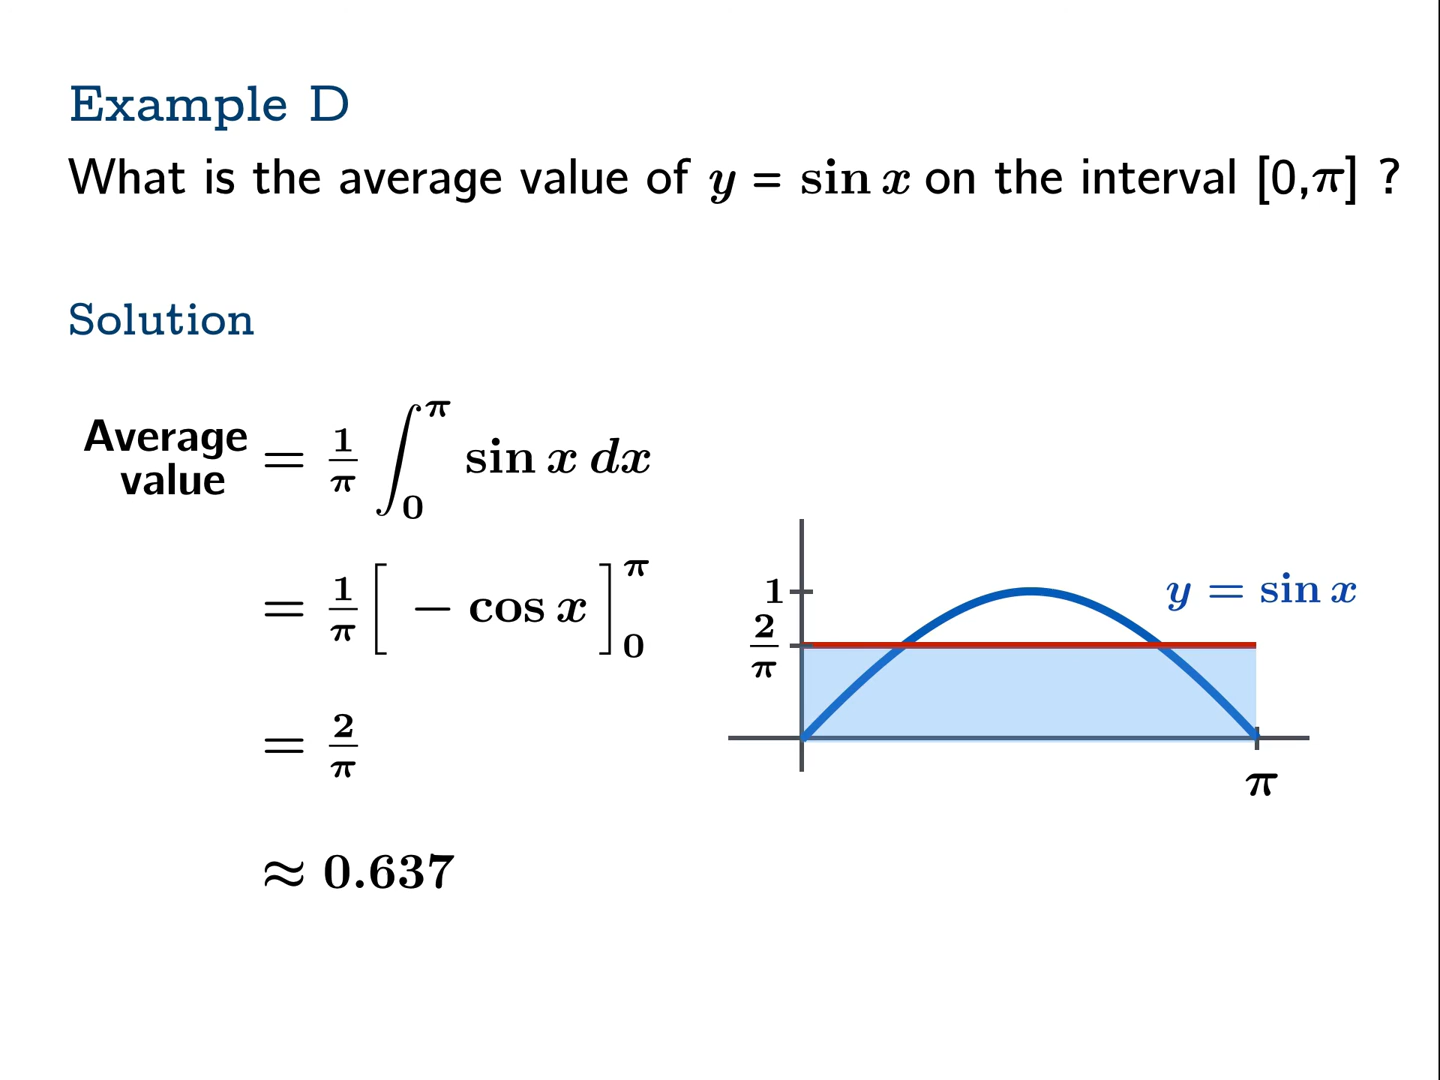 Example D
What is the average value of y = sin x on the interval [0,π] ?
Solution
Average value = 1/π ∫₀^π sin x dx
= 1/π [ − cos x ]₀^π
= 2/π
≈ 0.637
1
2/π
y = sin x
π